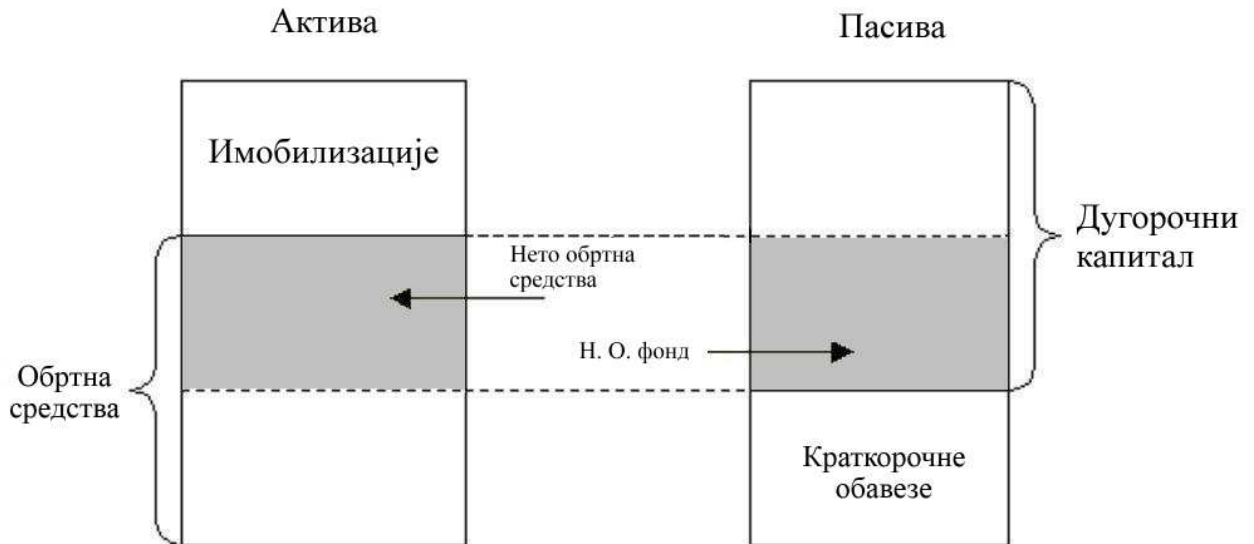 Актива
Пасива
Имобилизације
Дугорочни
капитал
Нето обртна
средства
Н. О. фонд
Обртна
средства
Краткорочне
обавезе